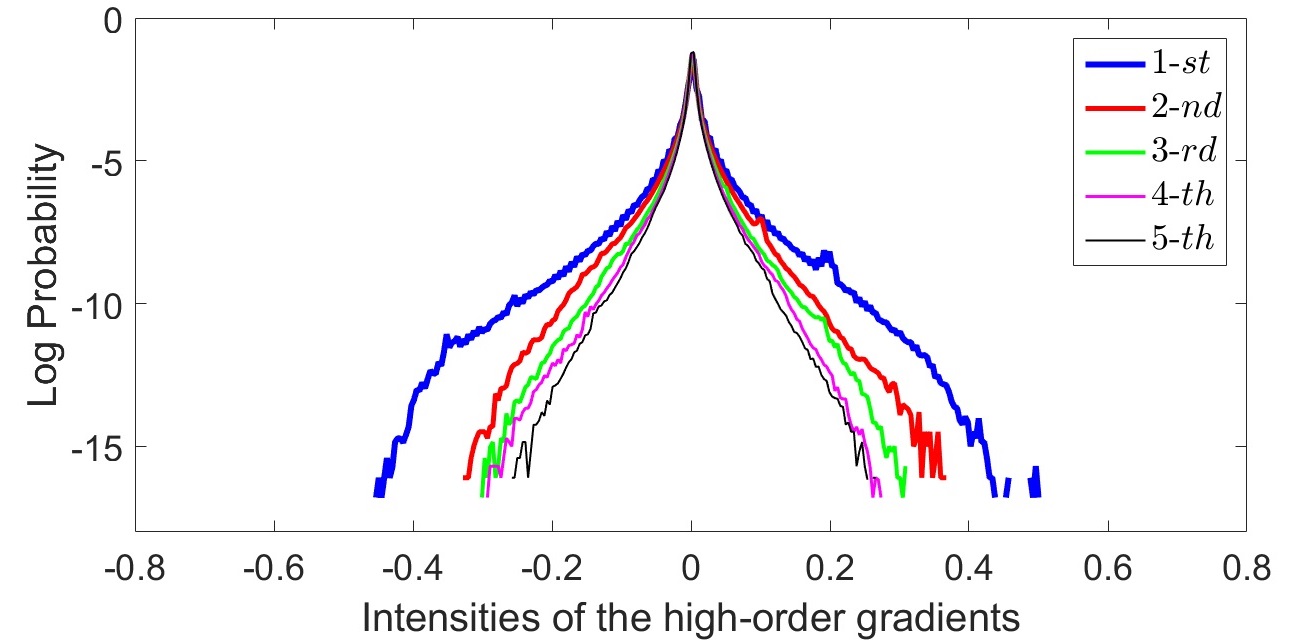 0
-5
-10
-15
Log Probability
-0.8 -0.6 -0.4 -0.2 0 0.2 0.4 0.6 0.8
Intensities of the high-order gradients
1-st
2-nd
3-rd
4-th
5-th